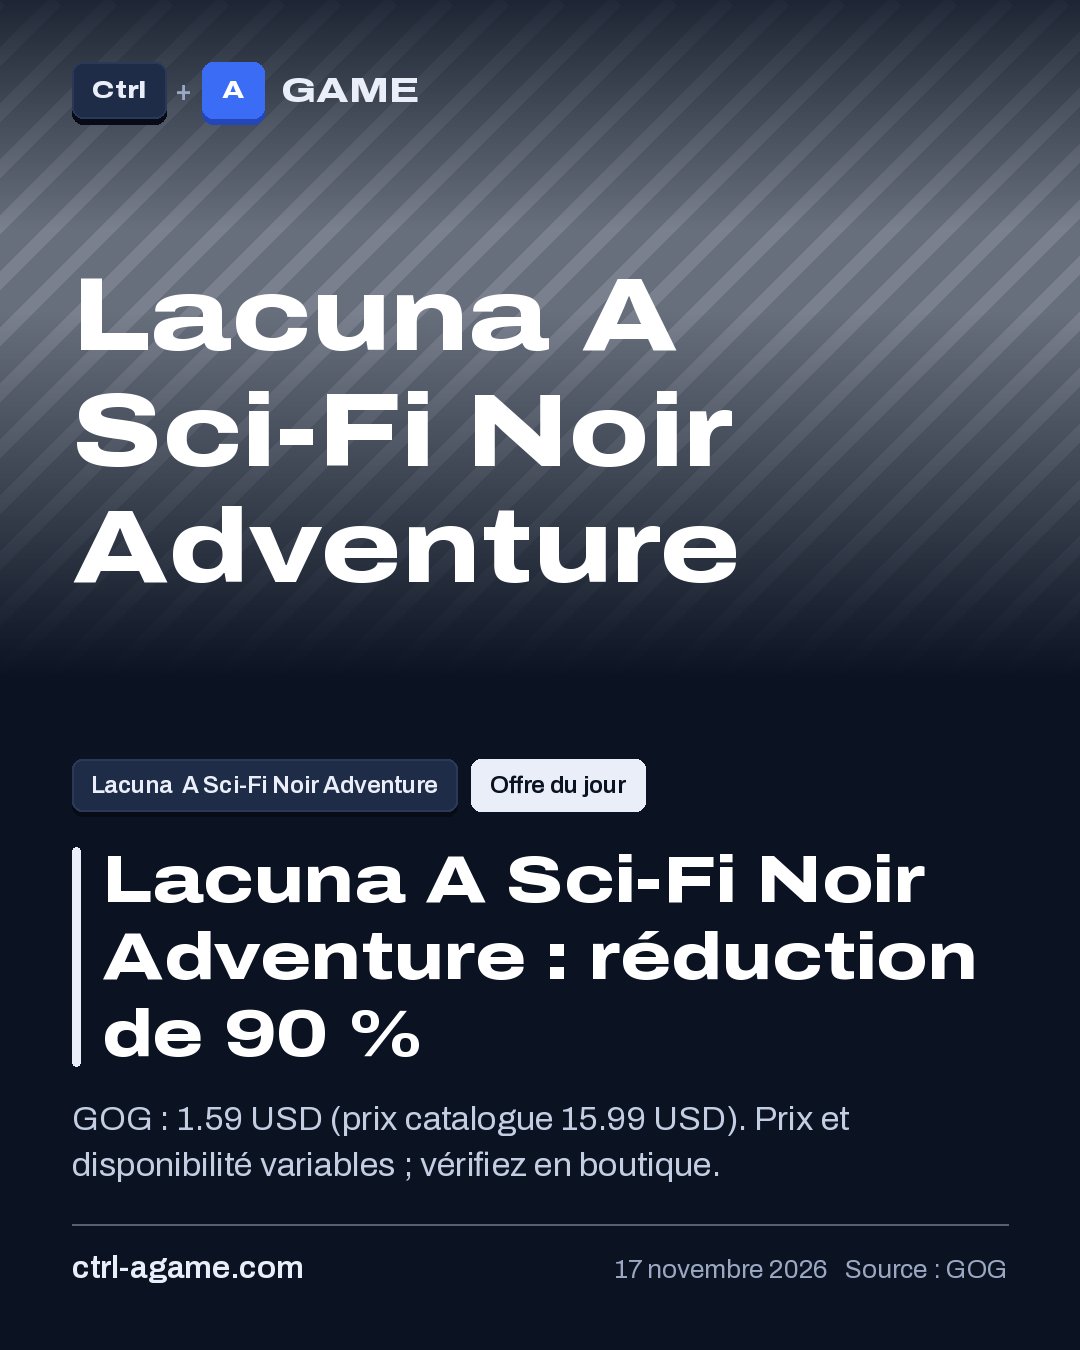 Ctrl + A GAME
Lacuna A
Sci-Fi Noir
Adventure
Lacuna A Sci-Fi Noir Adventure Offre du jour
Lacuna A Sci-Fi Noir
Adventure : réduction
de 90 %
GOG : 1.59 USD (prix catalogue 15.99 USD). Prix et
disponibilité variables ; vérifiez en boutique.
ctrl-agame.com 17 novembre 2026 Source : GOG